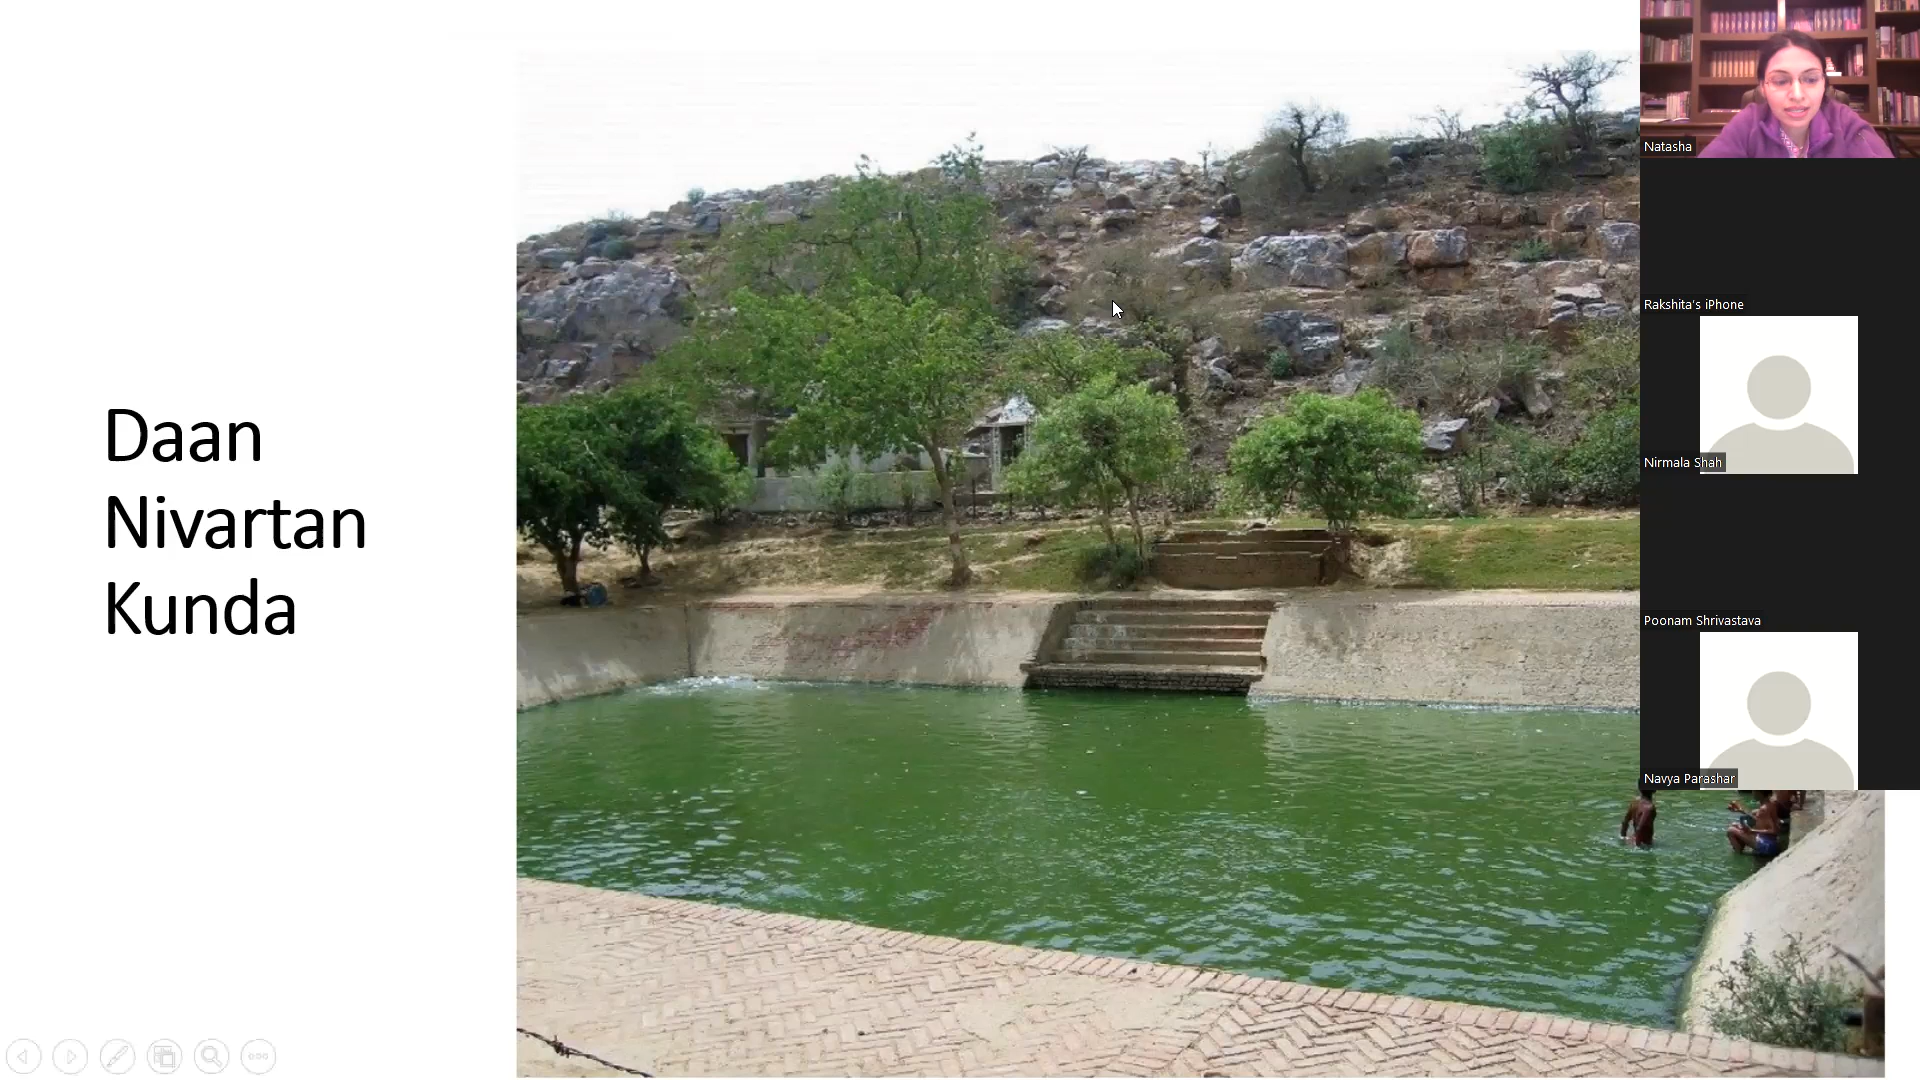 Daan
Nivartan
Kunda
Natasha
Rakshita's iPhone
Nirmala Shah
Poonam Shrivastava
Navya Parashar